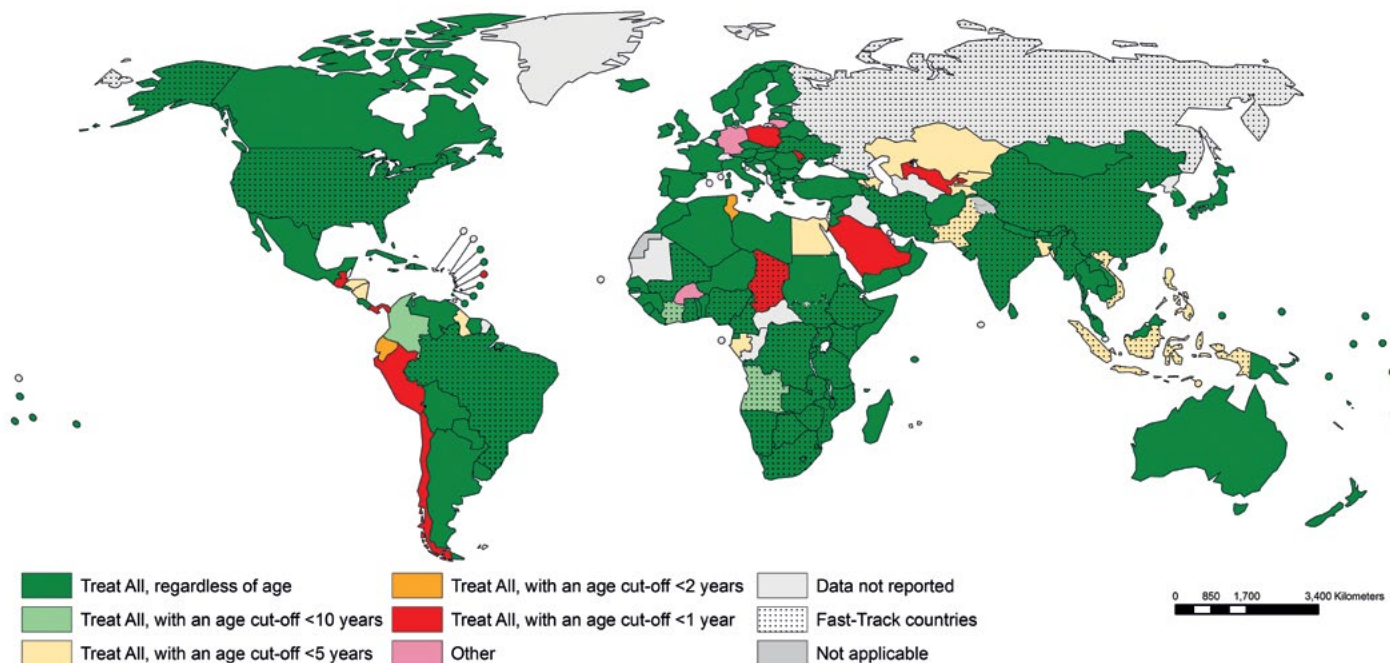 Treat All, regardless of age
Treat All, with an age cut-off <10 years
Treat All, with an age cut-off <5 years
Treat All, with an age cut-off <2 years
Treat All, with an age cut-off <1 year
Other
Data not reported
Fast-Track countries
Not applicable
0 850 1,700 3,400 Kilometers